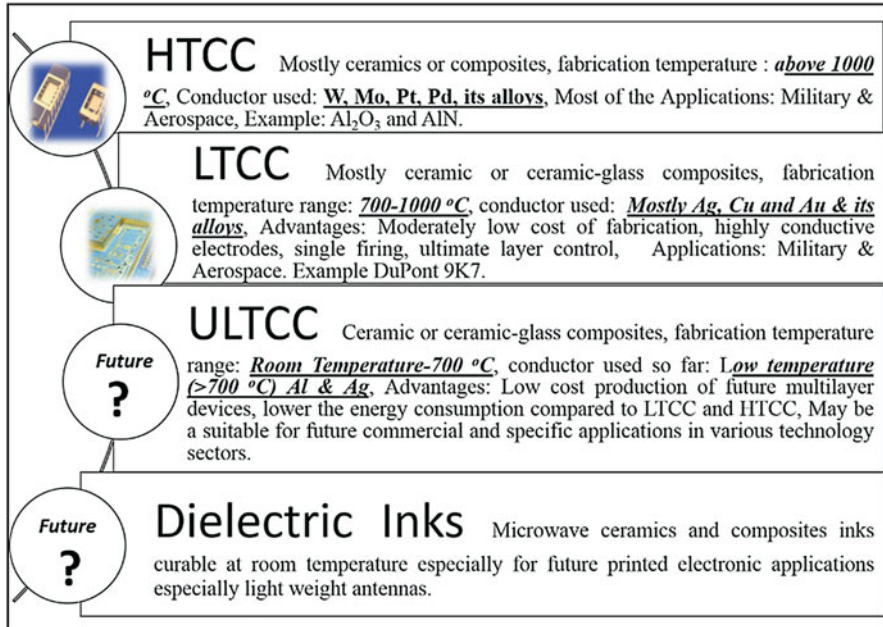 HTCC Mostly ceramics or composites, fabrication temperature : above 1000
ºC, Conductor used: W, Mo, Pt, Pd, its alloys, Most of the Applications: Military &
Aerospace, Example: Al₂O₃ and AlN.
LTCC Mostly ceramic or ceramic-glass composites, fabrication
temperature range: 700-1000 ºC, conductor used: Mostly Ag, Cu and Au & its
alloys, Advantages: Moderately low cost of fabrication, highly conductive
electrodes, single firing, ultimate layer control, Applications: Military &
Aerospace. Example DuPont 9K7.
Future
?
ULTCC Ceramic or ceramic-glass composites, fabrication temperature
range: Room Temperature-700 ºC, conductor used so far: Low temperature
(>700 ºC) Al & Ag, Advantages: Low cost production of future multilayer
devices, lower the energy consumption compared to LTCC and HTCC, May be
a suitable for future commercial and specific applications in various technology
sectors.
Future
?
Dielectric Inks Microwave ceramics and composites inks
curable at room temperature especially for future printed electronic applications
especially light weight antennas.